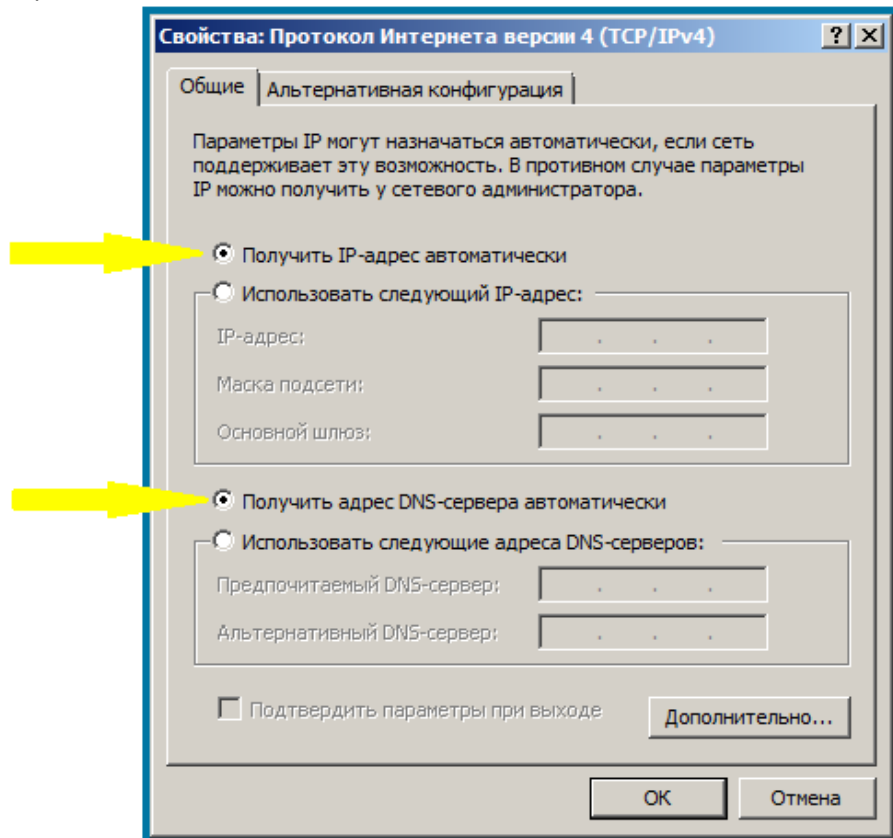 Свойства: Протокол Интернета версии 4 (TCP/IPv4)
Общие
Альтернативная конфигурация
Параметры IP могут назначаться автоматически, если сеть
поддерживает эту возможность. В противном случае параметры
IP можно получить у сетевого администратора.
Получить IP-адрес автоматически
Использовать следующий IP-адрес:
IP-адрес:
Маска подсети:
Основной шлюз:
Получить адрес DNS-сервера автоматически
Использовать следующие адреса DNS-серверов:
Предпочитаемый DNS-сервер:
Альтернативный DNS-сервер:
Подтвердить параметры при выходе
Дополнительно...
ОК
Отмена